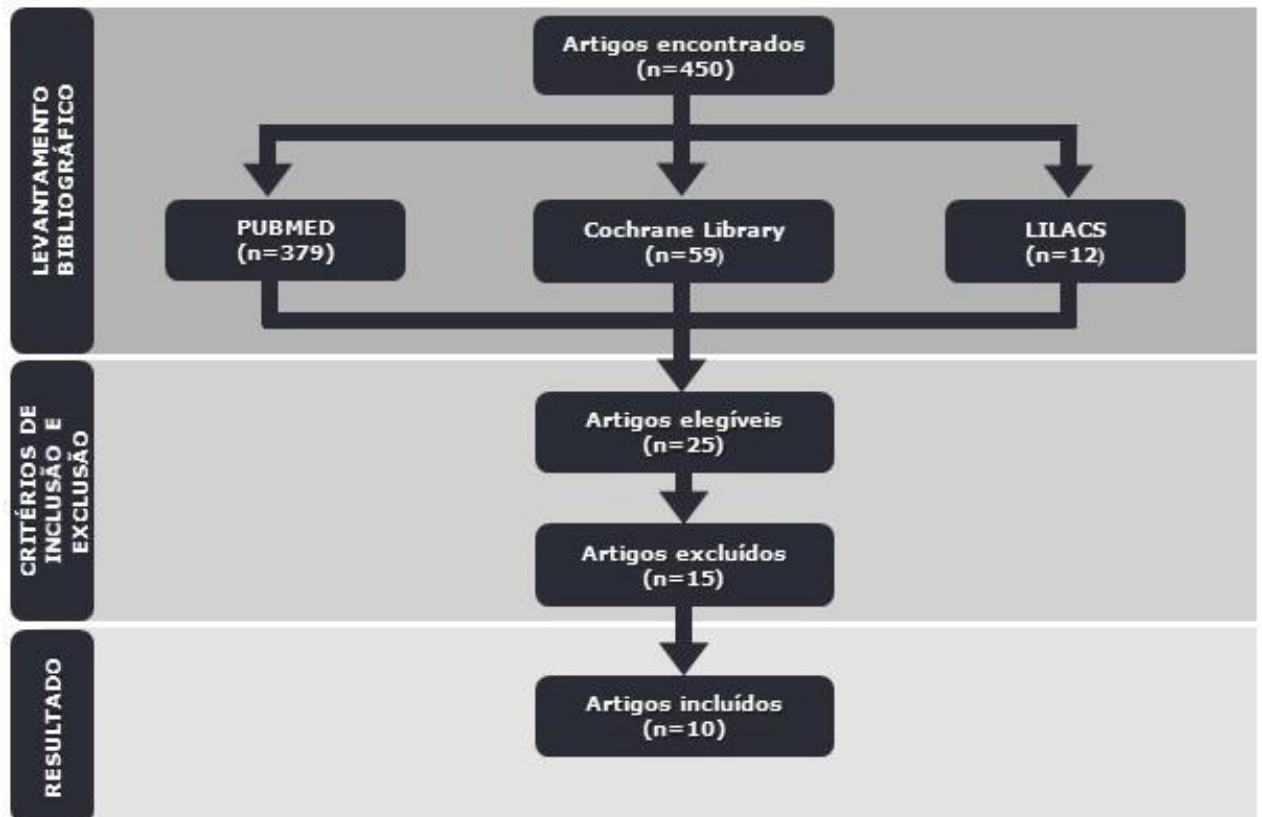 LEVANTAMENTO
BIBLIOGRÁFICO
Artigos encontrados
(n=450)
PUBMED
(n=379)
Cochrane Library
(n=59)
LILACS
(n=12)
CRITÉRIOS DE
INCLUSÃO E
EXCLUSÃO
Artigos elegíveis
(n=25)
Artigos excluídos
(n=15)
RESULTADO
Artigos incluídos
(n=10)